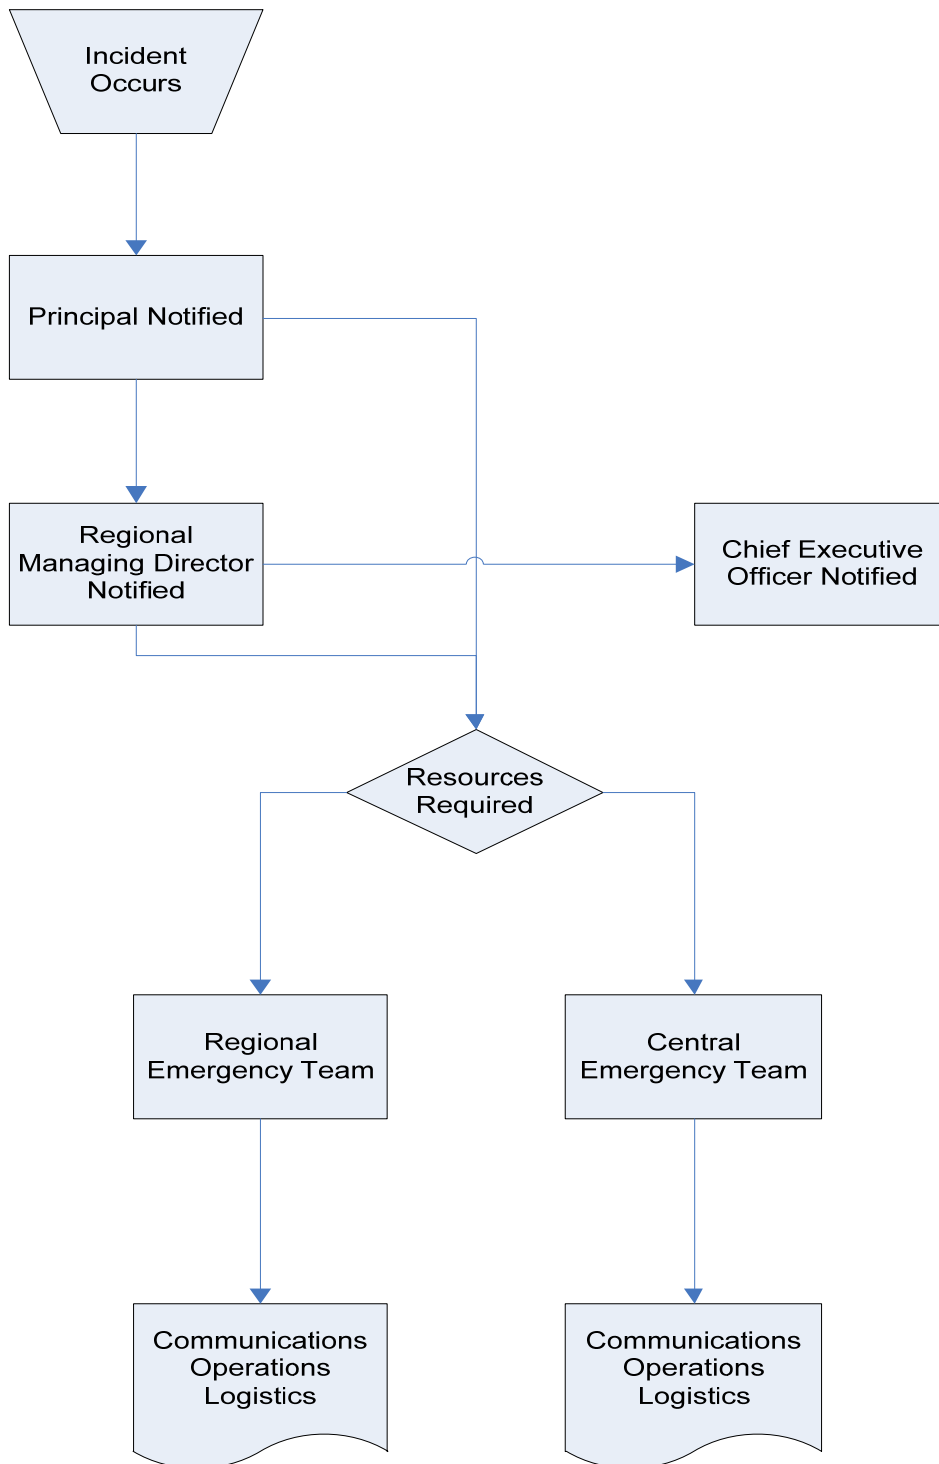 Incident
Occurs
Principal Notified
Regional
Managing Director
Notified
Chief Executive
Officer Notified
Resources
Required
Regional
Emergency Team
Central
Emergency Team
Communications
Operations
Logistics
Communications
Operations
Logistics